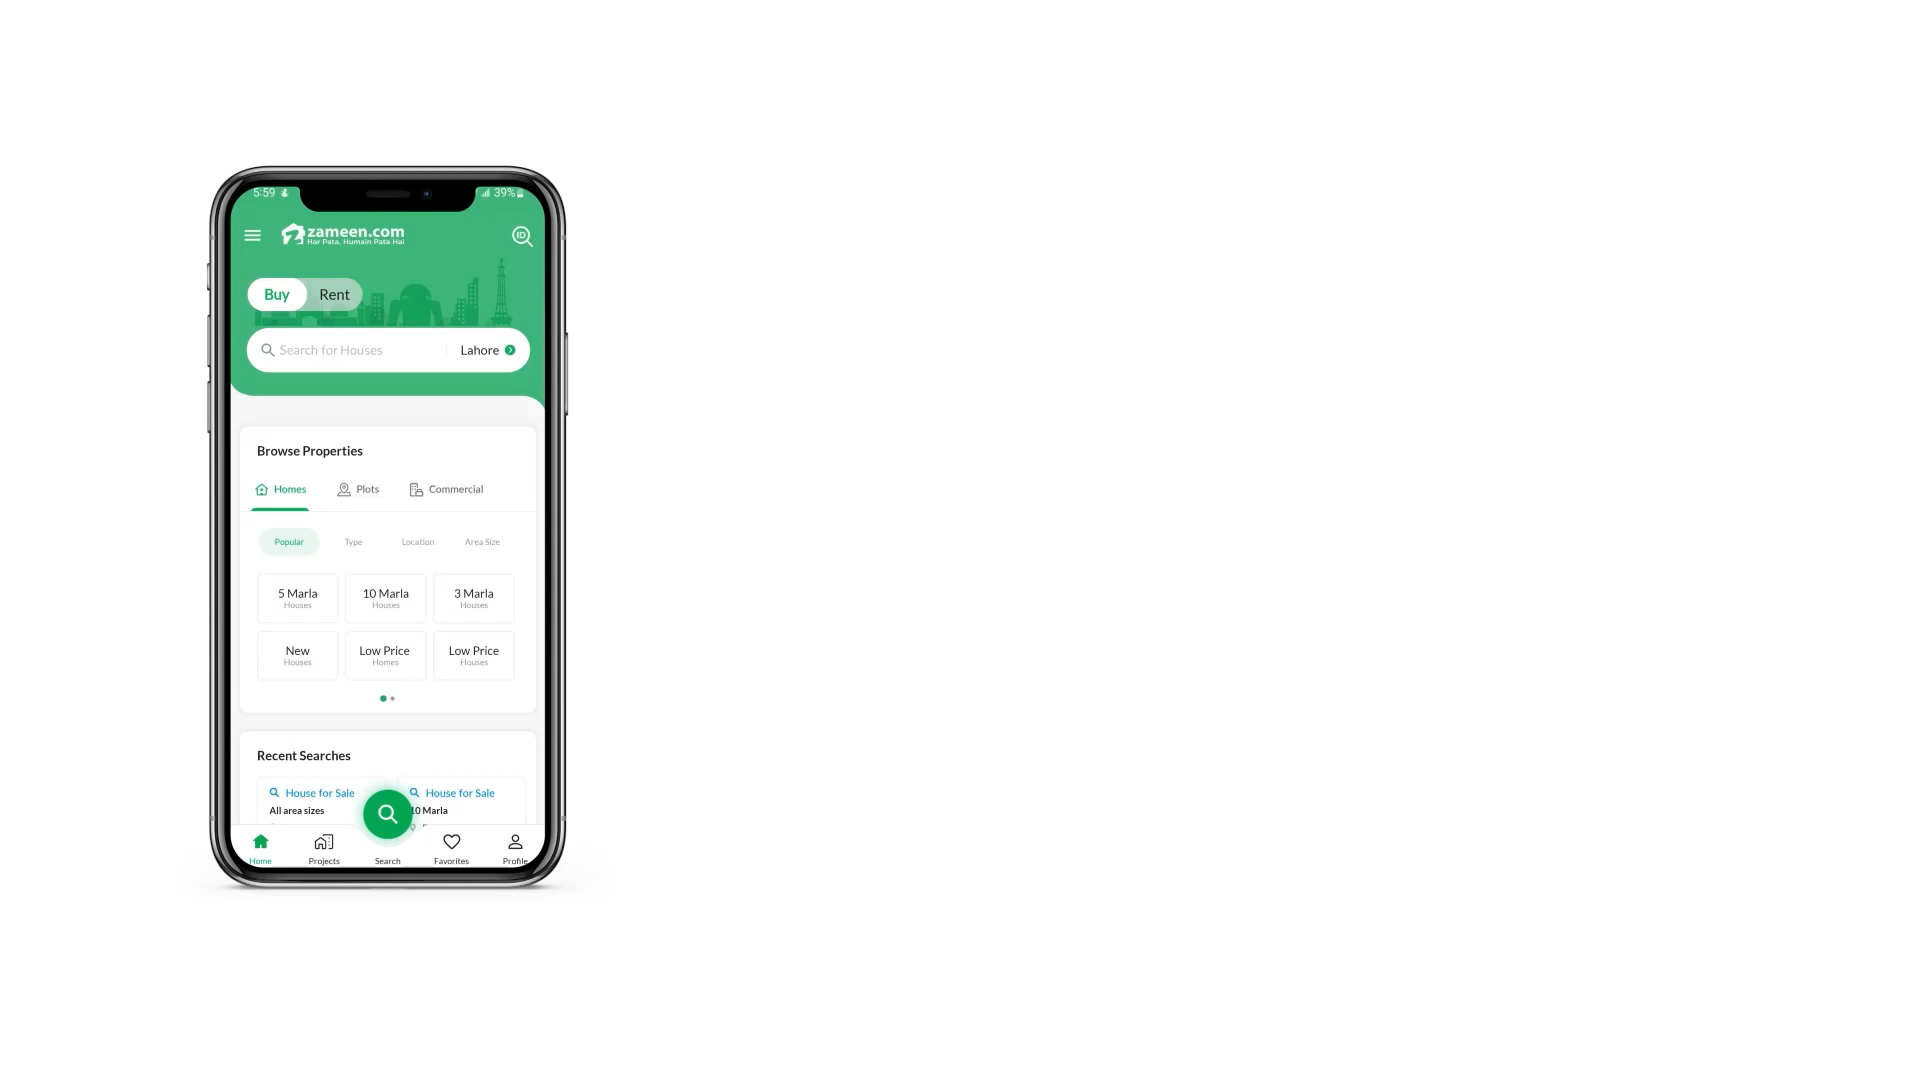 5:59 39%
zameen.com
Har Pata, Humain Pata Hai
ID
Buy Rent
Search for Houses Lahore
Browse Properties
Homes Plots Commercial
Popular Type Location Area Size
5 Marla 10 Marla 3 Marla
Houses Houses Houses
New Low Price Low Price
Houses Homes Houses
Recent Searches
House for Sale House for Sale
All area sizes 10 Marla
Home Projects Search Favorites Profile